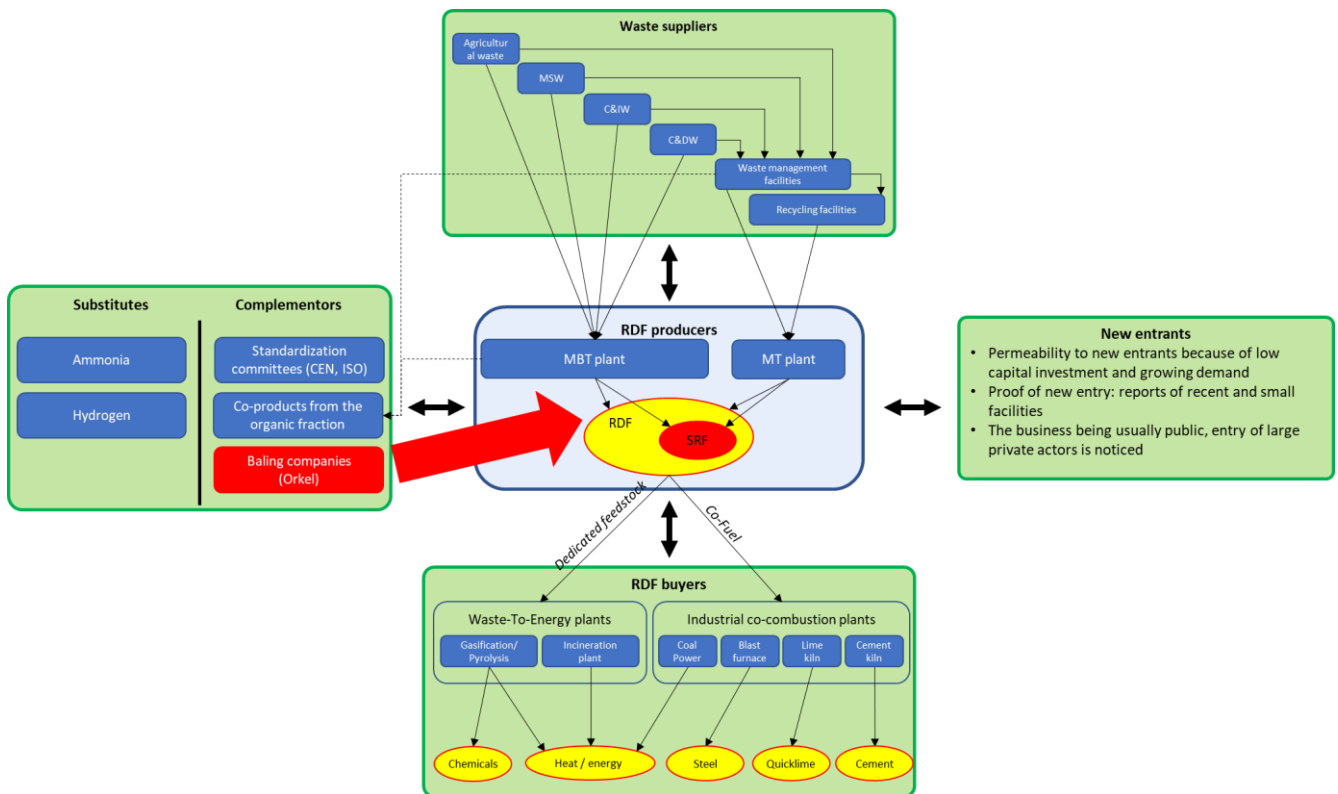 Waste suppliers
Agricultur
al waste
MSW
C&IW
C&DW
Waste management
facilities
Recycling facilities
Substitutes
Complementors
Ammonia
Hydrogen
Standardization
committees (CEN, ISO)
Co-products from the
organic fraction
Baling companies
(Orkel)
RDF producers
MBT plant
MT plant
RDF
SRF
New entrants
• Permeability to new entrants because of low
capital investment and growing demand
• Proof of new entry: reports of recent and small
facilities
• The business being usually public, entry of large
private actors is noticed
Dedicated feedstock
Co-Fuel
RDF buyers
Waste-To-Energy plants
Industrial co-combustion plants
Gasification/
Pyrolysis
Incineration
plant
Coal
Power
Blast
furnace
Lime
kiln
Cement
kiln
Chemicals
Heat / energy
Steel
Quicklime
Cement